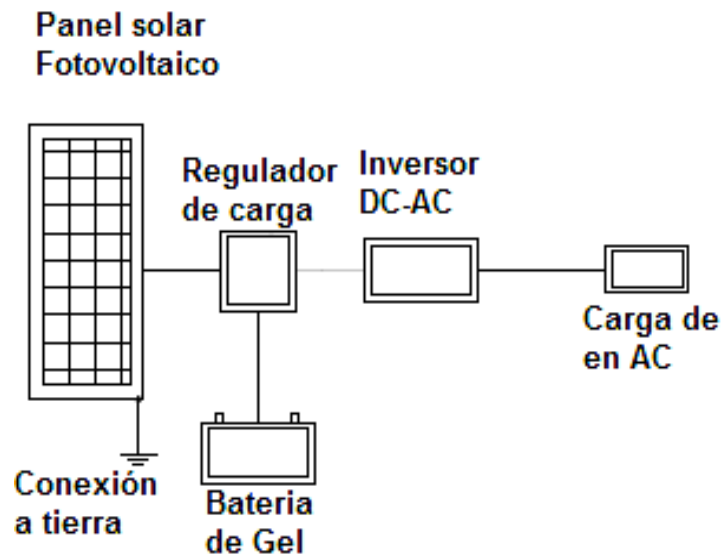 Panel solar
Fotovoltaico
Regulador
de carga
Inversor
DC-AC
Carga de
en AC
Conexión
a tierra
Bateria
de Gel